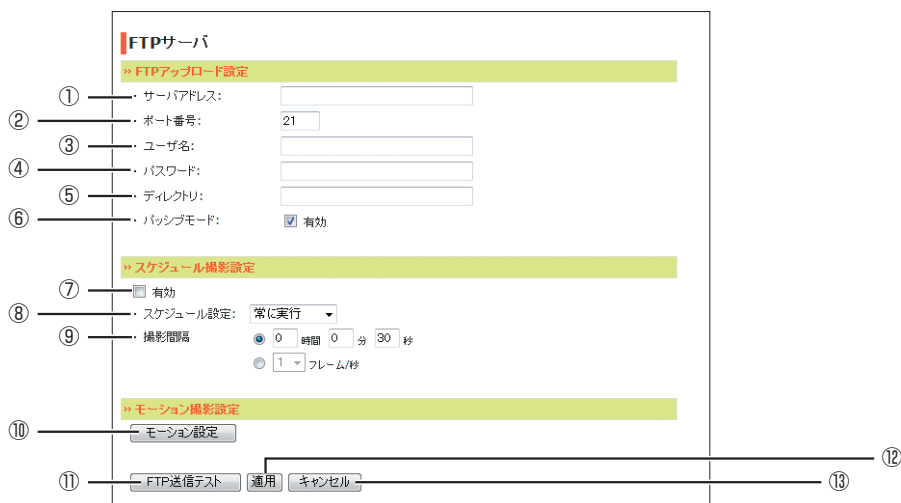 FTPサーバ
» FTPアップロード設定
① ・ サーバアドレス:
② ・ ポート番号: 21
③ ・ ユーザ名:
④ ・ パスワード:
⑤ ・ ディレクトリ:
⑥ ・ パッシブモード: 有効
» スケジュール撮影設定
⑦ 有効
⑧ ・ スケジュール設定: 常に実行
⑨ ・ 撮影間隔 0 時間 0 分 30 秒
1 フレーム/秒
» モーション撮影設定
⑩ モーション設定
⑪ FTP送信テスト 適用 キャンセル ⑫ ⑬